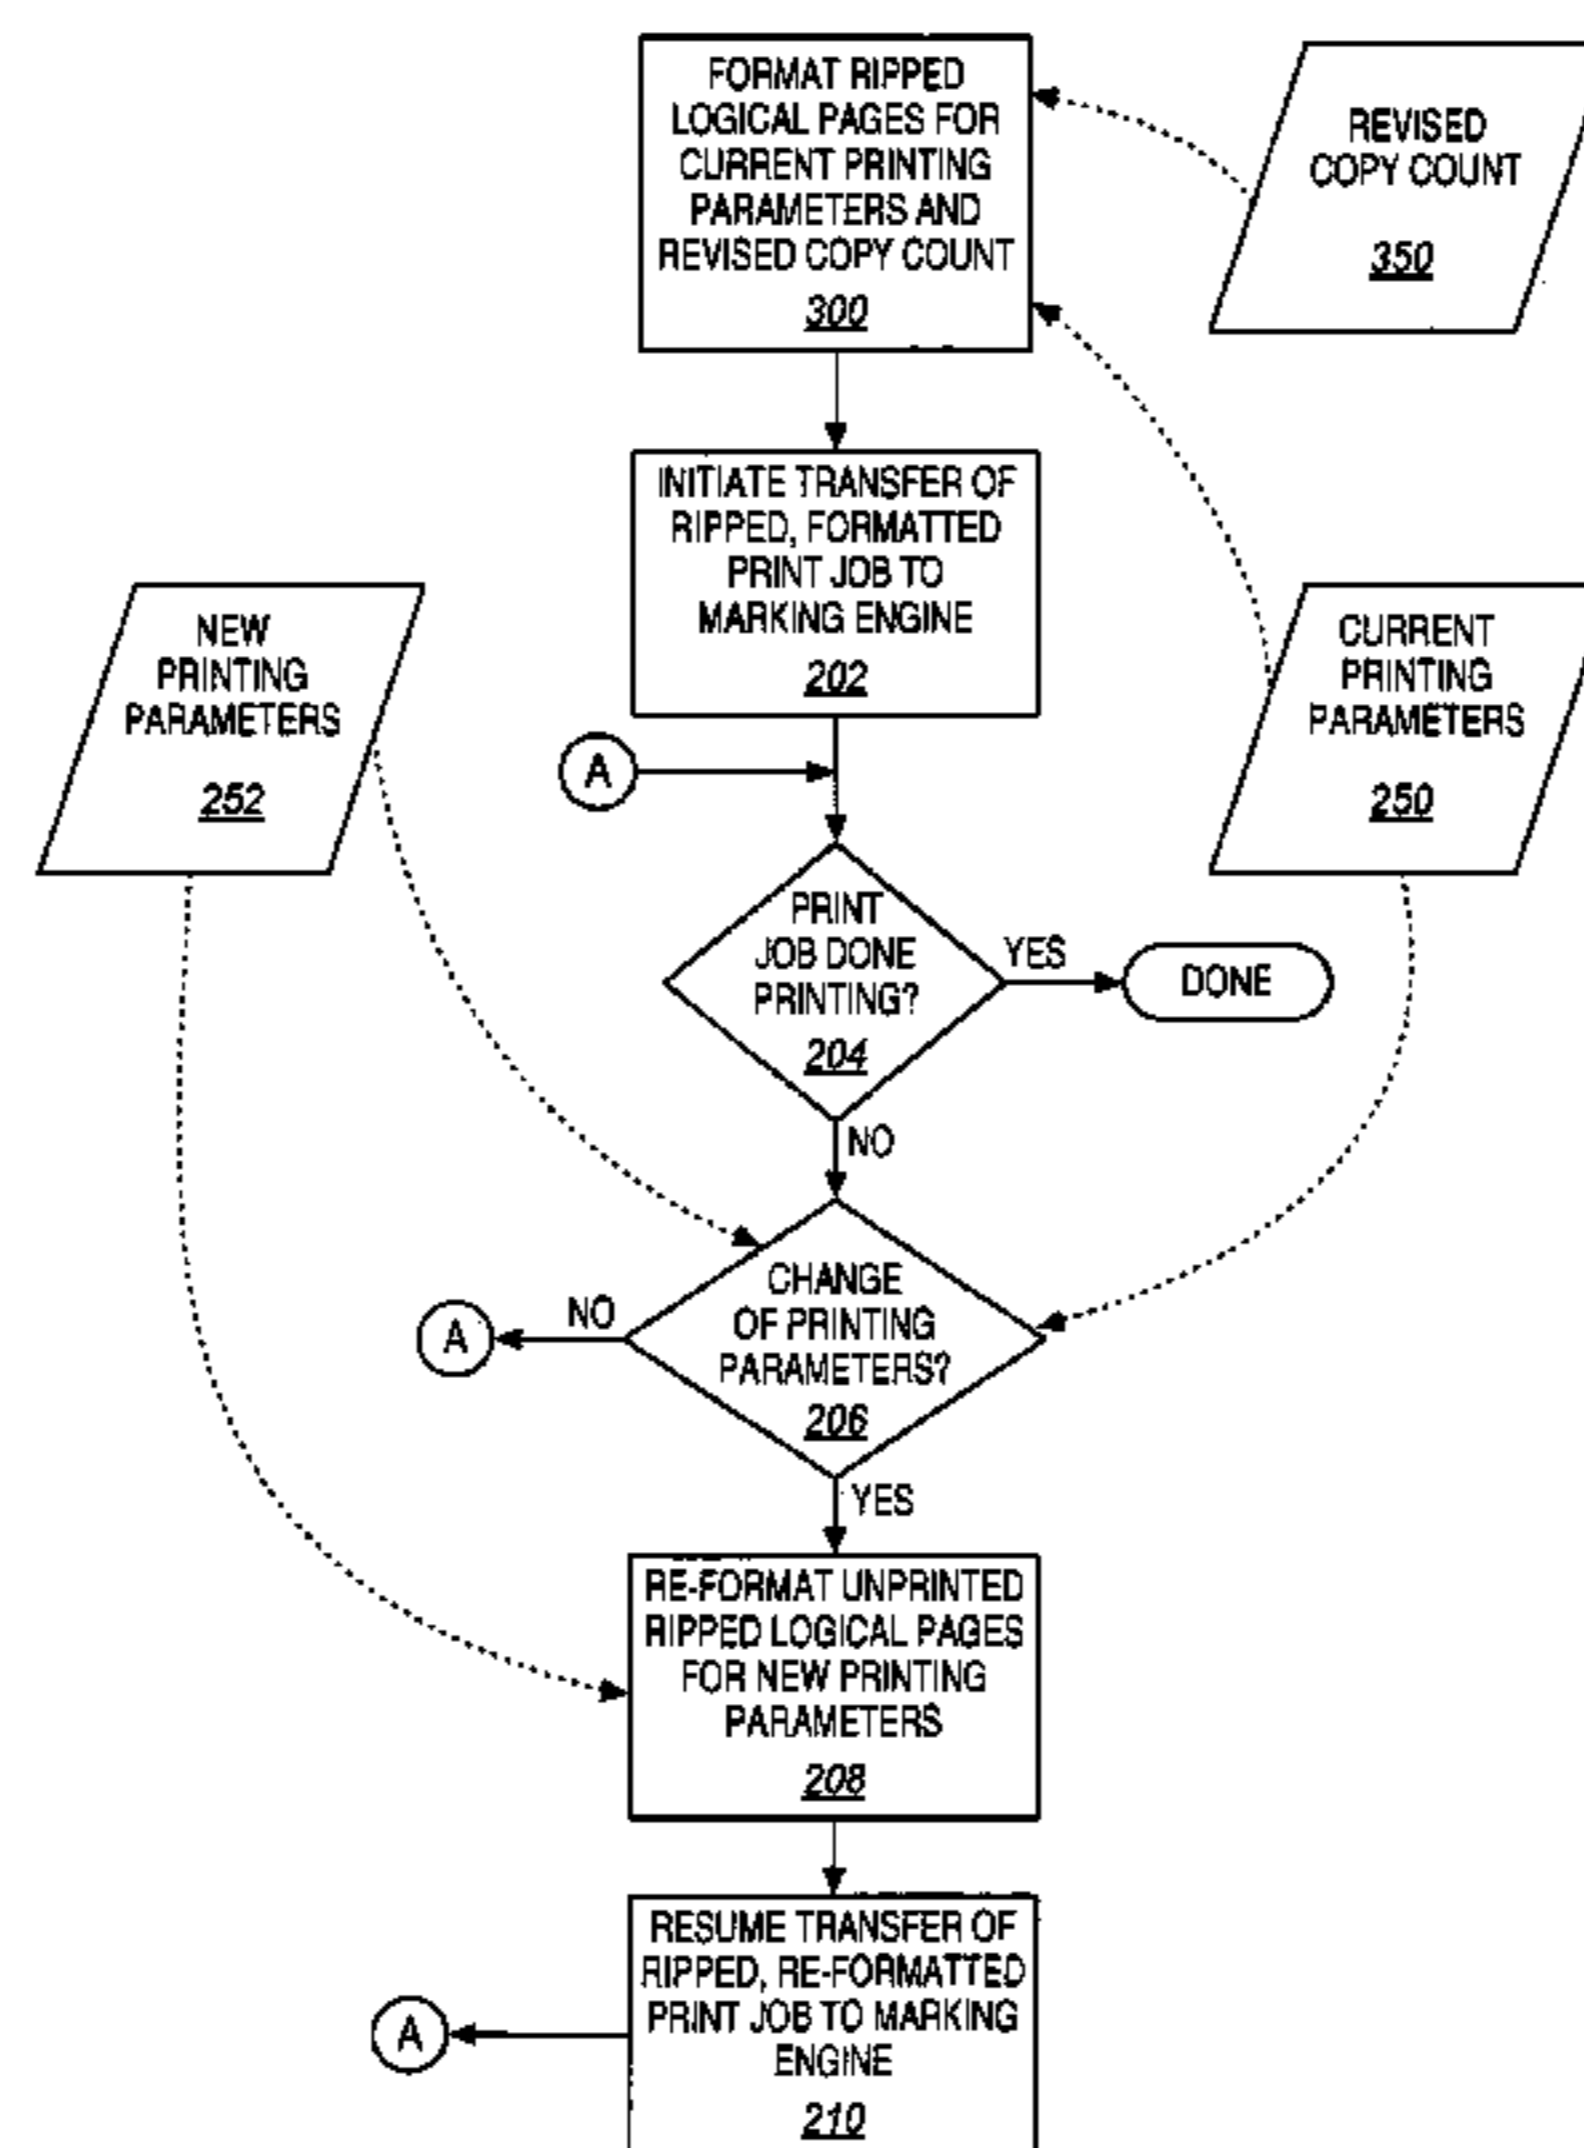 FORMAT RIPPED
LOGICAL PAGES FOR
CURRENT PRINTING
PARAMETERS AND
REVISED COPY COUNT
300
REVISED
COPY COUNT
350
INITIATE TRANSFER OF
RIPPED, FORMATTED
PRINT JOB TO
MARKING ENGINE
202
NEW
PRINTING
PARAMETERS
252
CURRENT
PRINTING
PARAMETERS
250
A
PRINT
JOB DONE
PRINTING?
204
YES
DONE
NO
CHANGE
OF PRINTING
PARAMETERS?
206
NO
A
YES
RE-FORMAT UNPRINTED
RIPPED LOGICAL PAGES
FOR NEW PRINTING
PARAMETERS
208
RESUME TRANSFER OF
RIPPED, RE-FORMATTED
PRINT JOB TO MARKING
ENGINE
210
A